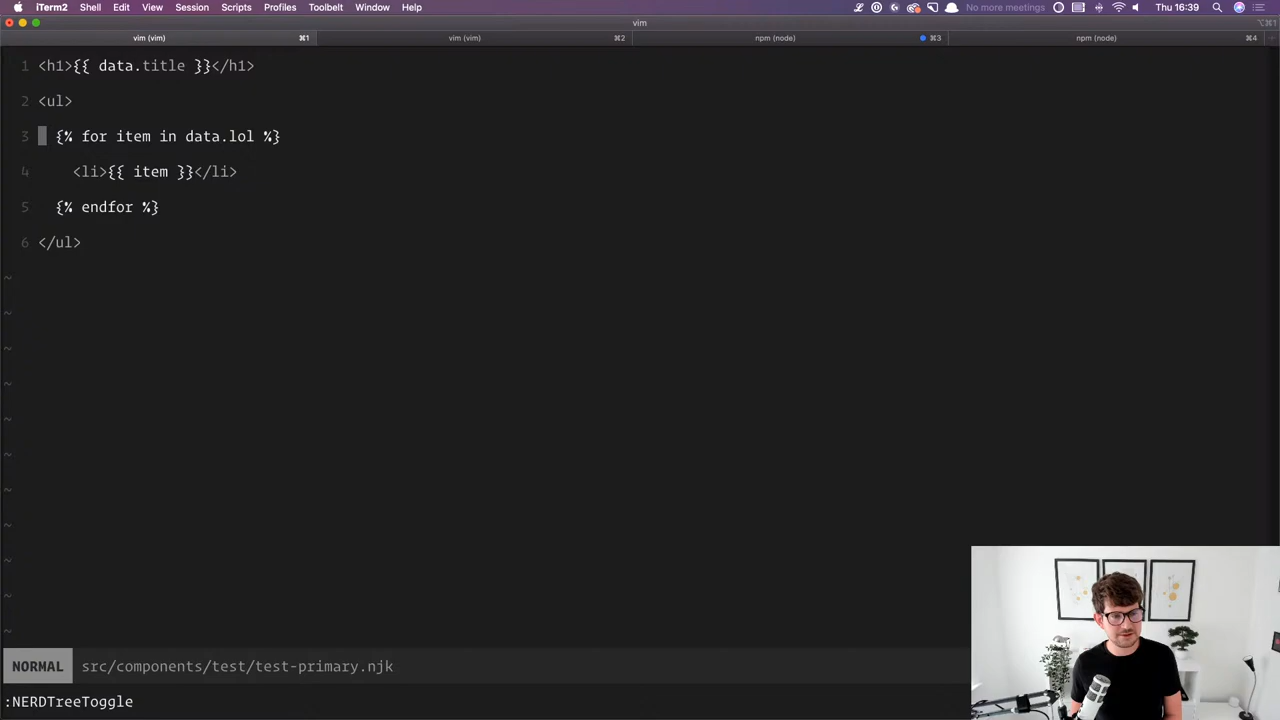 iTerm2 Shell Edit View Session Scripts Profiles Toolbelt Window Help No more meetings Thu 16:39
vim
⌥⌘1
vim (vim) ⌘1 vim (vim) ⌘2 npm (node) ⌘3 npm (node) ⌘4
1 <h1>{{ data.title }}</h1>
2 <ul>
3 {% for item in data.lol %}
4 <li>{{ item }}</li>
5 {% endfor %}
6 </ul>
~
~
~
~
~
~
~
~
~
~
~
NORMAL src/components/test/test-primary.njk
:NERDTreeToggle